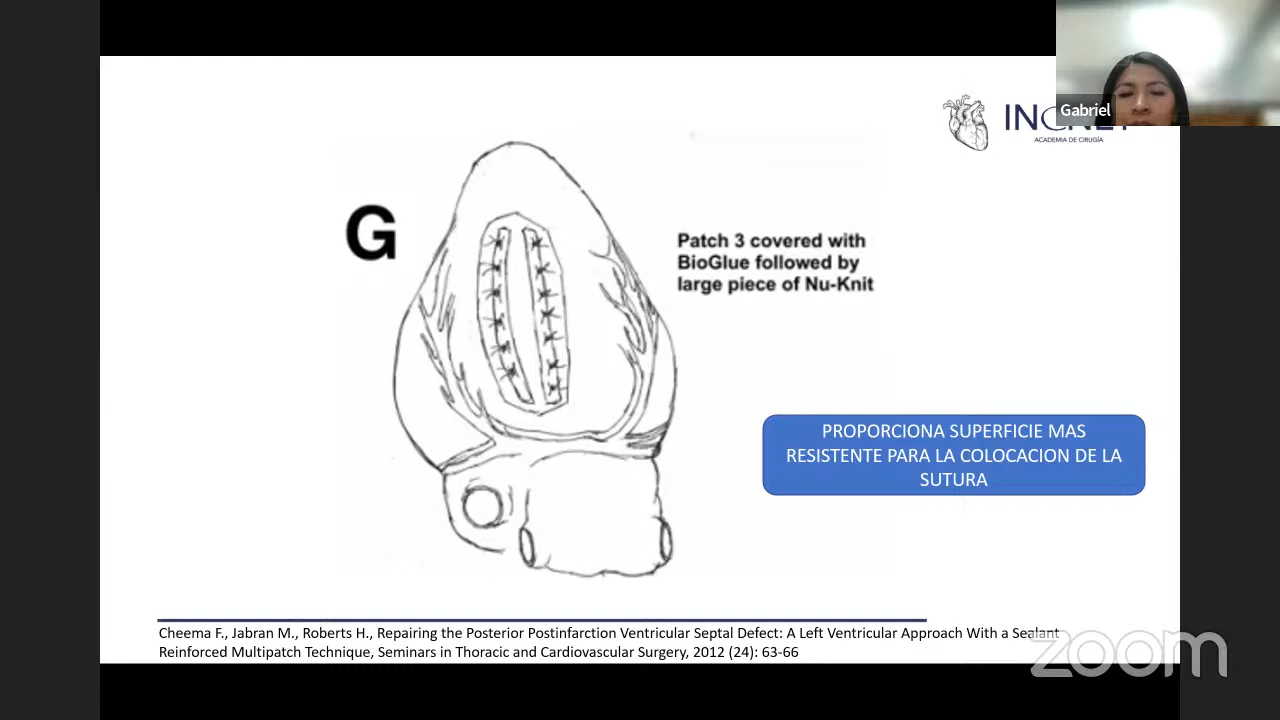 Gabriel
ACADEMIA DE CIRUGÍA
G
Patch 3 covered with
BioGlue followed by
large piece of Nu-Knit
PROPORCIONA SUPERFICIE MAS
RESISTENTE PARA LA COLOCACION DE LA
SUTURA
Cheema F., Jabran M., Roberts H., Repairing the Posterior Postinfarction Ventricular Septal Defect: A Left Ventricular Approach With a Sealant
Reinforced Multipatch Technique, Seminars in Thoracic and Cardiovascular Surgery, 2012 (24): 63-66
zoom